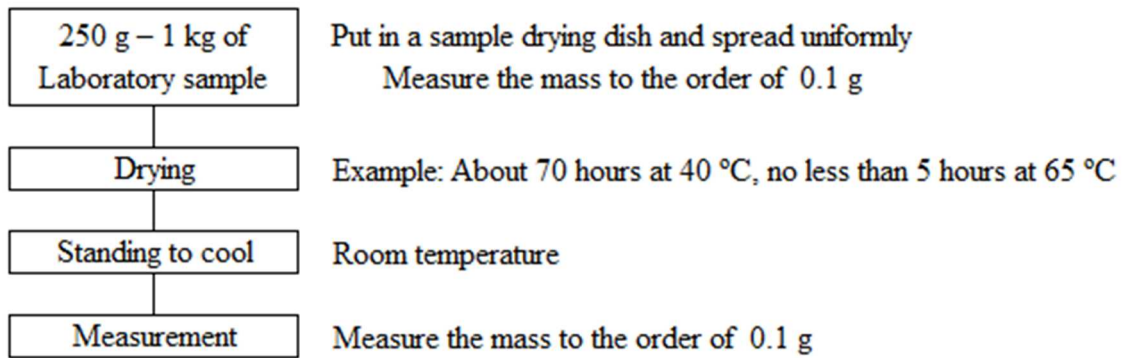 250 g – 1 kg of
Laboratory sample
Put in a sample drying dish and spread uniformly
Measure the mass to the order of 0.1 g
Drying
Example: About 70 hours at 40 ºC, no less than 5 hours at 65 ºC
Standing to cool
Room temperature
Measurement
Measure the mass to the order of 0.1 g